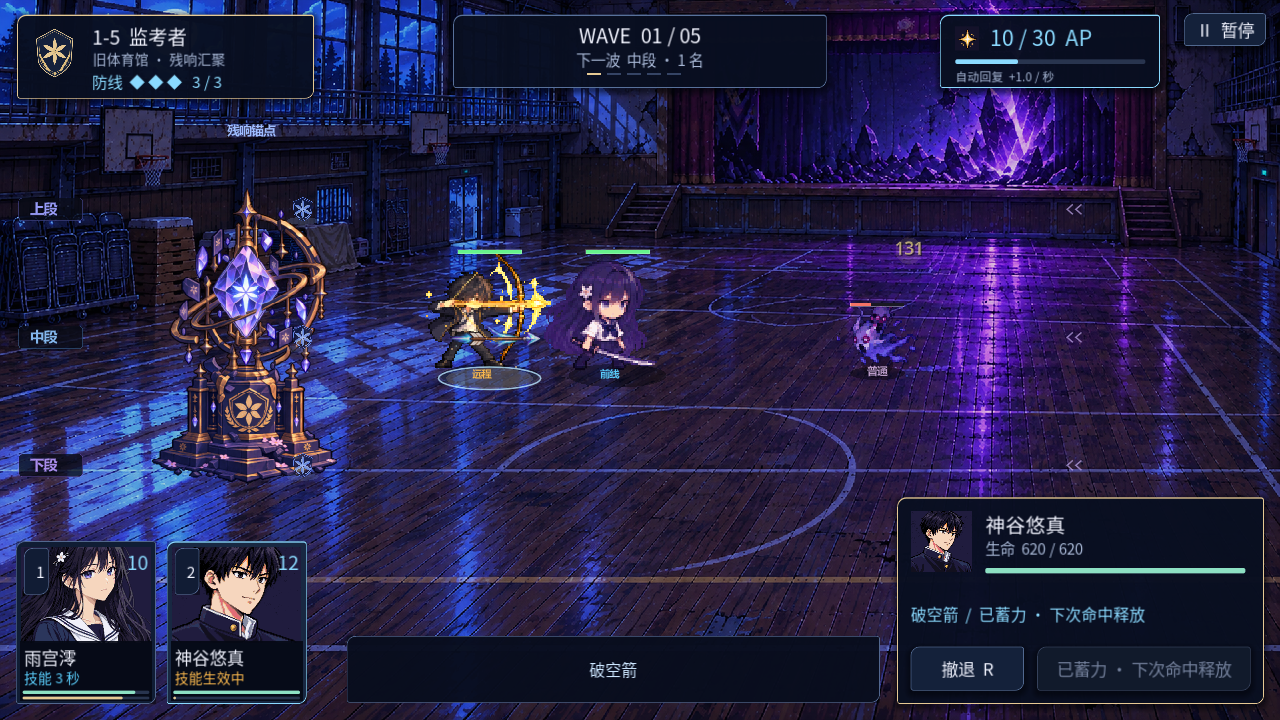 1-5 监考者
旧体育馆 · 残响汇聚
防线 3 / 3
WAVE 01 / 05
下一波 中段 · 1 名
10 / 30 AP
自动回复 +1.0 / 秒
暂停
残响锚点
上段
中段
下段
131
远程
前线
普通
1
10
雨宫澪
技能 3 秒
2
12
神谷悠真
技能生效中
破空箭
神谷悠真
生命 620 / 620
破空箭 / 已蓄力 · 下次命中释放
撤退 R
已蓄力 · 下次命中释放